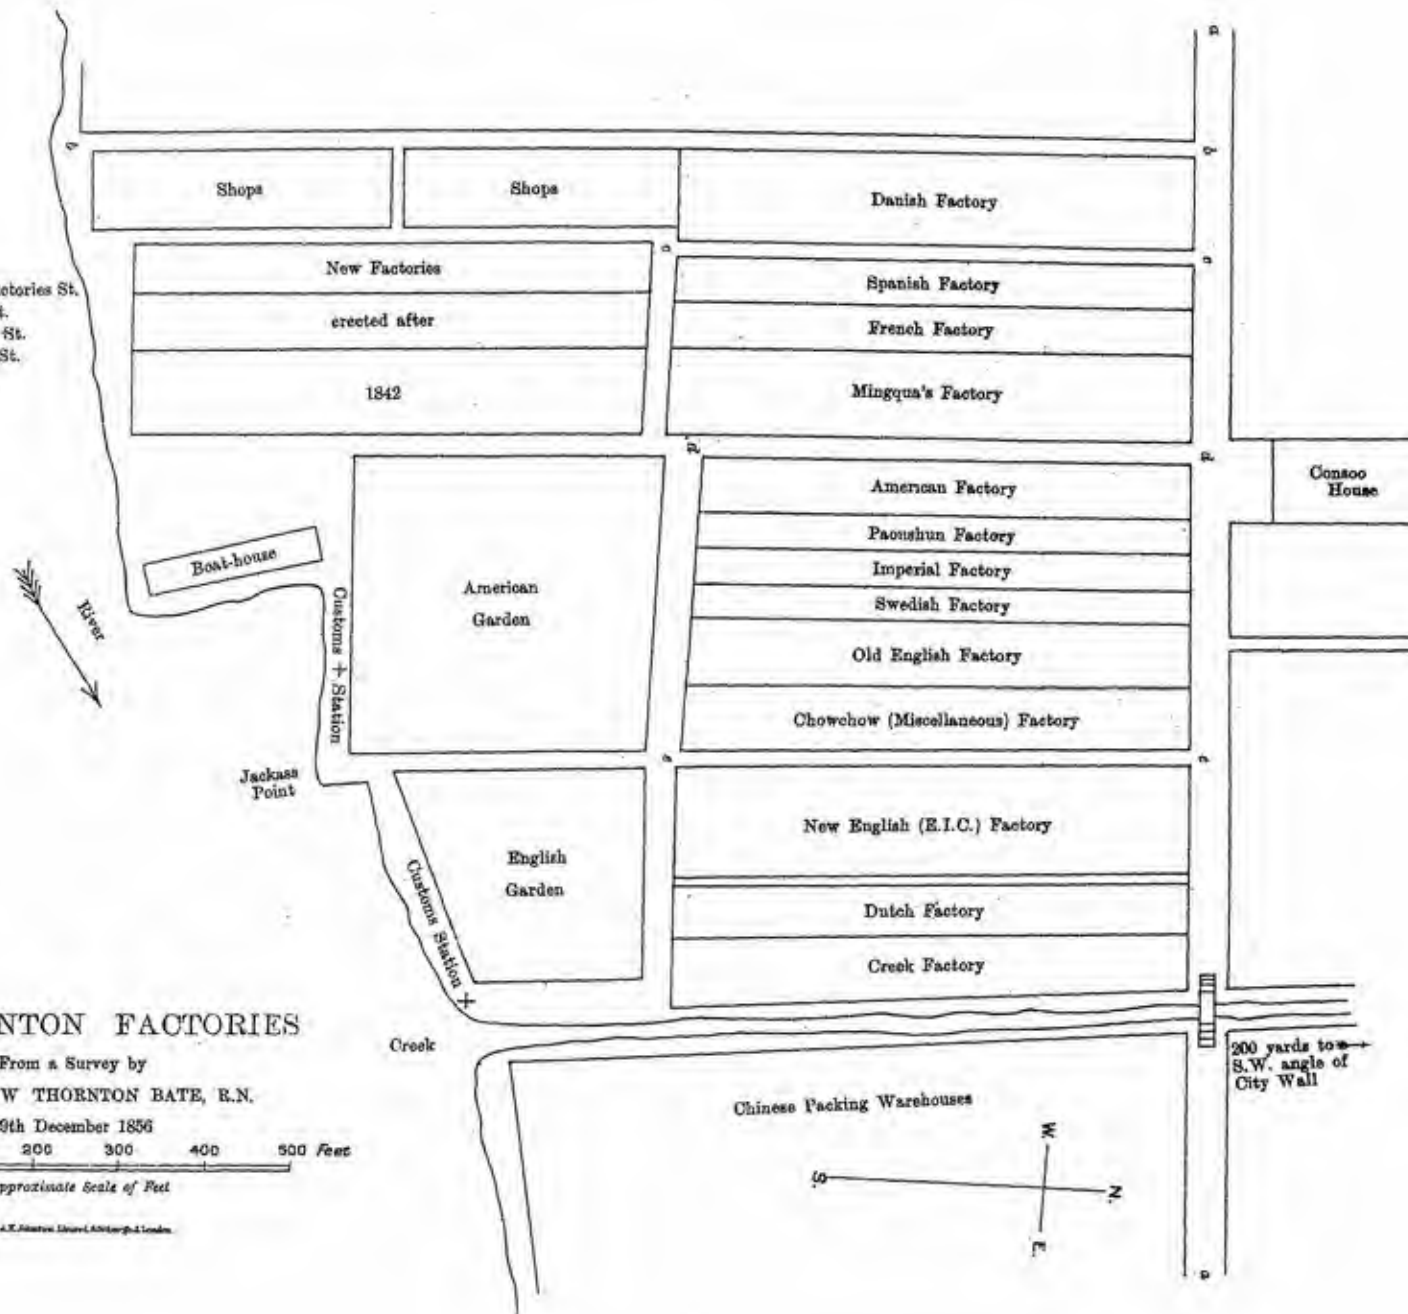 Shops
Shops
Danish Factory
New Factories
erected after
1842
Spanish Factory
French Factory
Mingqua's Factory
St.
St.
St.
Consoo
House
American Factory
Paoushun Factory
Imperial Factory
Swedish Factory
Old English Factory
Chowchow (Miscellaneous) Factory
Boat-house
River
Customs + Station
American
Garden
Jackass
Point
English
Garden
Customs Station +
New English (E.I.C.) Factory
Dutch Factory
Creek Factory
Creek
200 yards to
S.W. angle of
City Wall
Chinese Packing Warehouses
W.
S.
N.
E.
NTON FACTORIES
From a Survey by
W THORNTON BATE, R.N.
9th December 1856
200 300 400 500 Feet
pproximate Scale of Feet